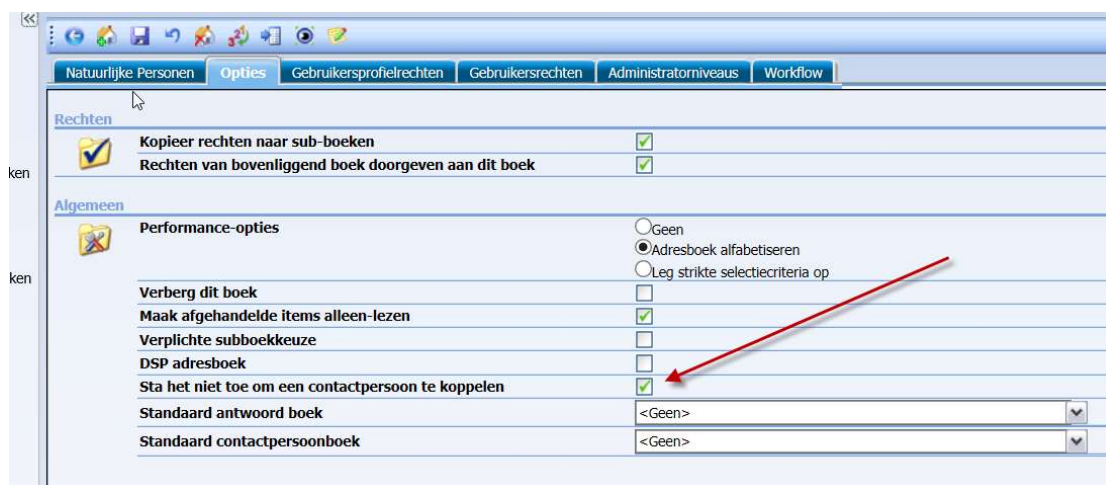 Natuurlijke Personen Opties Gebruikersprofielrechten Gebruikersrechten Administratorniveaus Workflow
Rechten
Kopieer rechten naar sub-boeken
Rechten van bovenliggend boek doorgeven aan dit boek
ken
Algemeen
Performance-opties Geen
Adresboek alfabetiseren
Leg strikte selectiecriteria op
ken
Verberg dit boek
Maak afgehandelde items alleen-lezen
Verplichte subboekkeuze
DSP adresboek
Sta het niet toe om een contactpersoon te koppelen
Standaard antwoord boek <Geen>
Standaard contactpersoonboek <Geen>